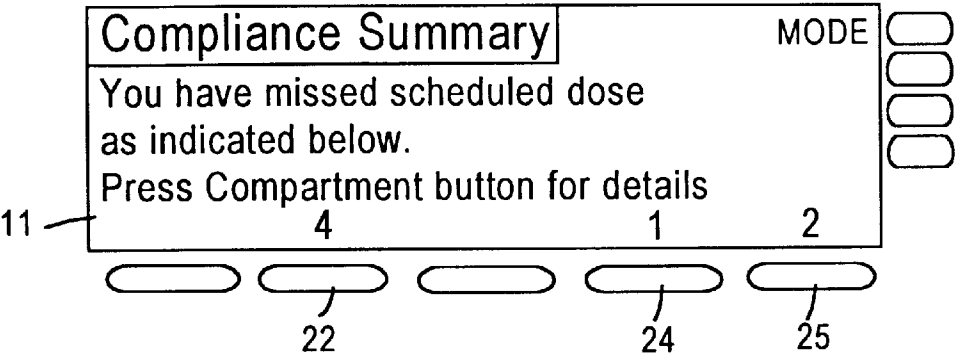 Compliance Summary MODE
You have missed scheduled dose
as indicated below.
Press Compartment button for details
11 4 1 2
22 24 25